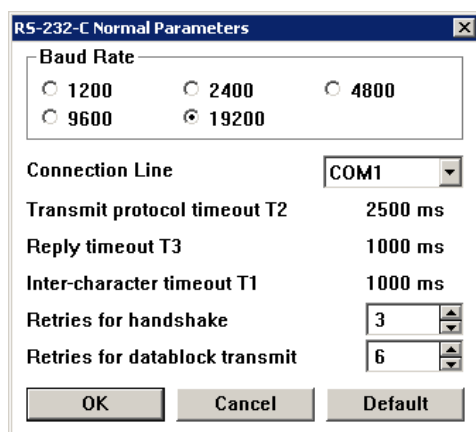 RS-232-C Normal Parameters
Baud Rate
1200 2400 4800
9600 19200
Connection Line COM1
Transmit protocol timeout T2 2500 ms
Reply timeout T3 1000 ms
Inter-character timeout T1 1000 ms
Retries for handshake 3
Retries for datablock transmit 6
OK Cancel Default